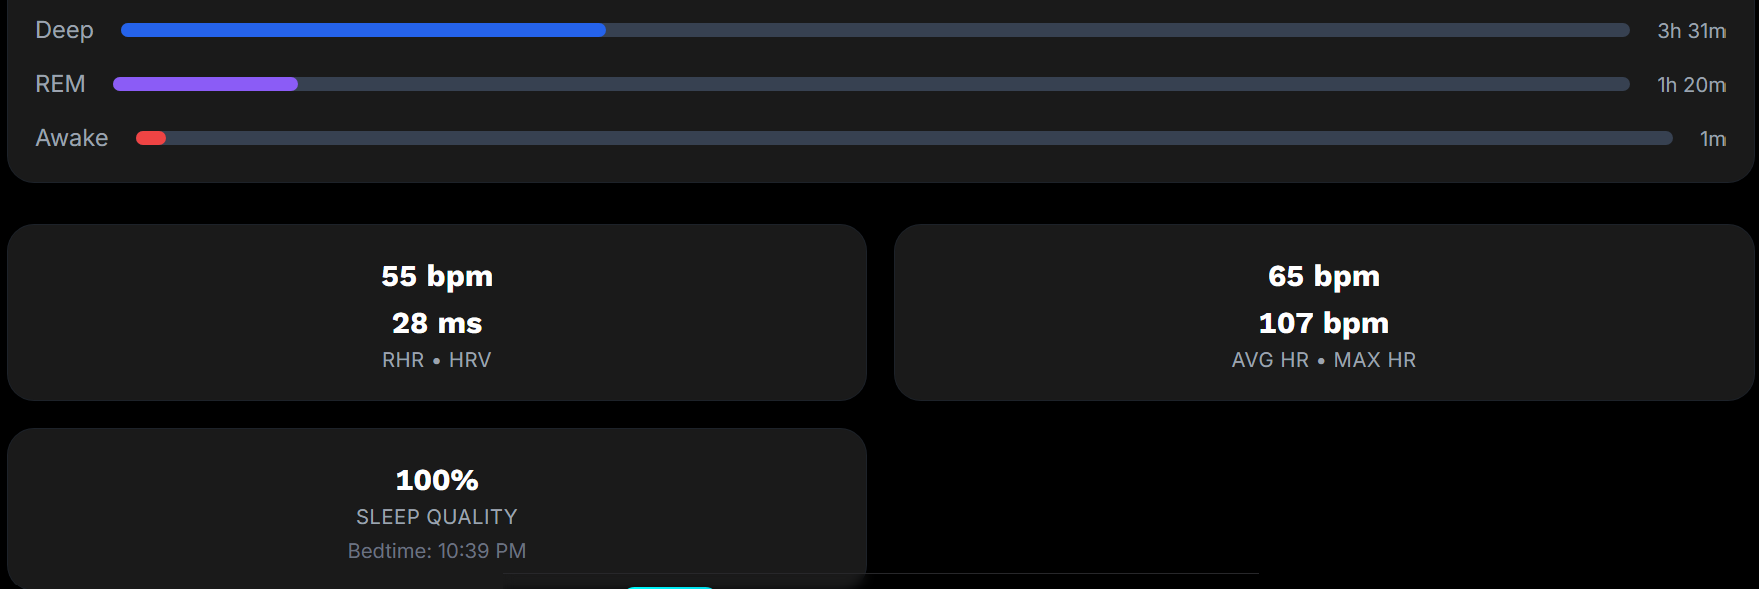 Deep 3h 31m
REM 1h 20m
Awake 1m
55 bpm
28 ms
RHR • HRV
65 bpm
107 bpm
AVG HR • MAX HR
100%
SLEEP QUALITY
Bedtime: 10:39 PM